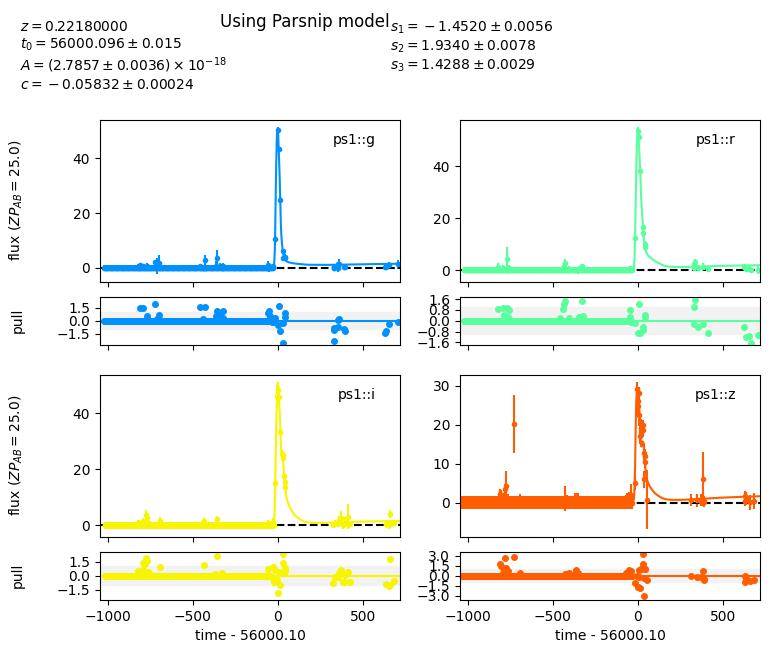 Using Parsnip model
z = 0.22180000
t₀ = 56000.096 ± 0.015
A = (2.7857 ± 0.0036) × 10⁻¹⁸
c = −0.05832 ± 0.00024
s₁ = −1.4520 ± 0.0056
s₂ = 1.9340 ± 0.0078
s₃ = 1.4288 ± 0.0029
flux (ZP_AB = 25.0)
40
20
0
ps1::g
40
20
0
ps1::r
pull
1.5
0.0
−1.5
1.6
0.8
0.0
−0.8
−1.6
flux (ZP_AB = 25.0)
40
20
0
ps1::i
30
20
10
0
ps1::z
pull
1.5
0.0
−1.5
3.0
1.5
0.0
−1.5
−3.0
−1000 −500 0 500
time - 56000.10
−1000 −500 0 500
time - 56000.10